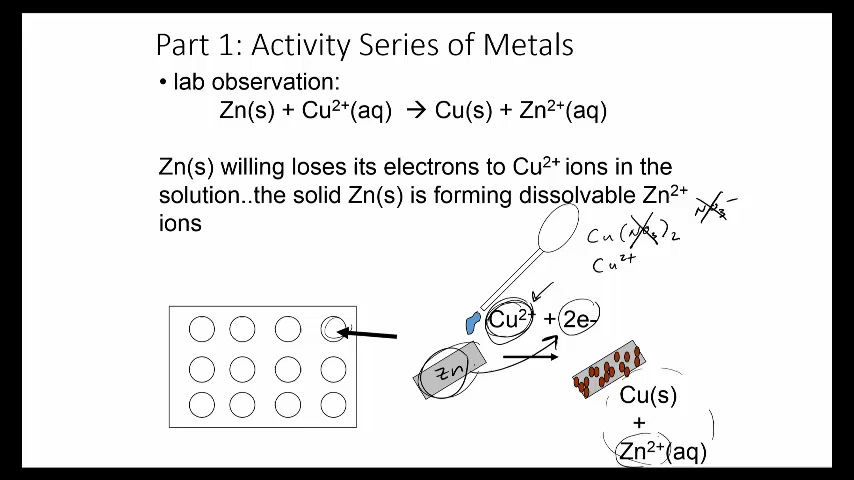 Part 1: Activity Series of Metals
• lab observation:
Zn(s) + Cu²⁺(aq) → Cu(s) + Zn²⁺(aq)
Zn(s) willing loses its electrons to Cu²⁺ ions in the
solution..the solid Zn(s) is forming dissolvable Zn²⁺
ions
NO₃⁻
Cu(NO₃)₂
Cu²⁺
Cu²⁺ + 2e-
Zn
Cu(s)
+
Zn²⁺(aq)